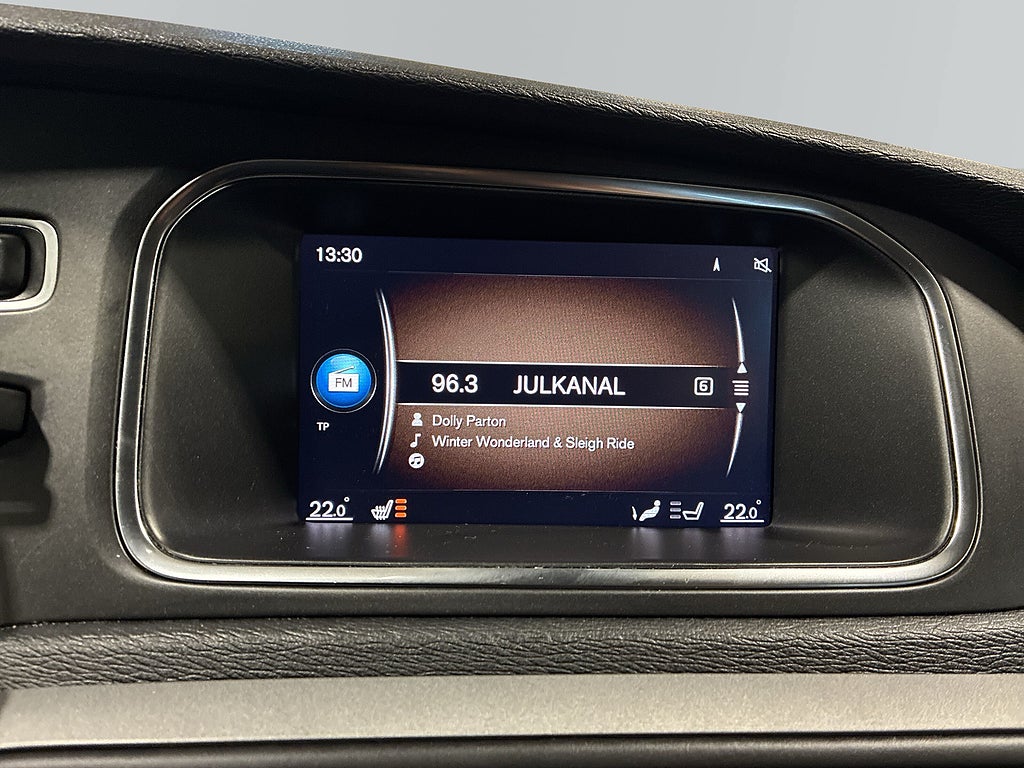 13:30
FM
96.3 JULKANAL 6
TP
Dolly Parton
Winter Wonderland & Sleigh Ride
22.0° 22.0°